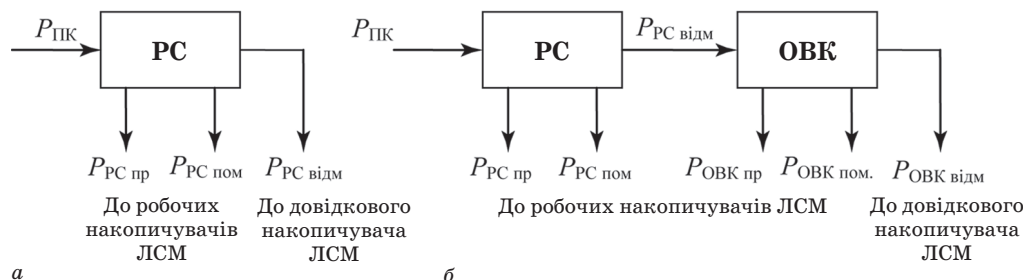 P_ПК
РС
P_РС пр
P_РС пом
P_РС відм
До робочих
накопичувачів
ЛСМ
До довідкового
накопичувача
ЛСМ
а
P_ПК
РС
P_РС відм
ОВК
P_РС пр
P_РС пом
P_ОВК пр
P_ОВК пом.
P_ОВК відм
До робочих накопичувачів ЛСМ
До довідкового
накопичувача
ЛСМ
б